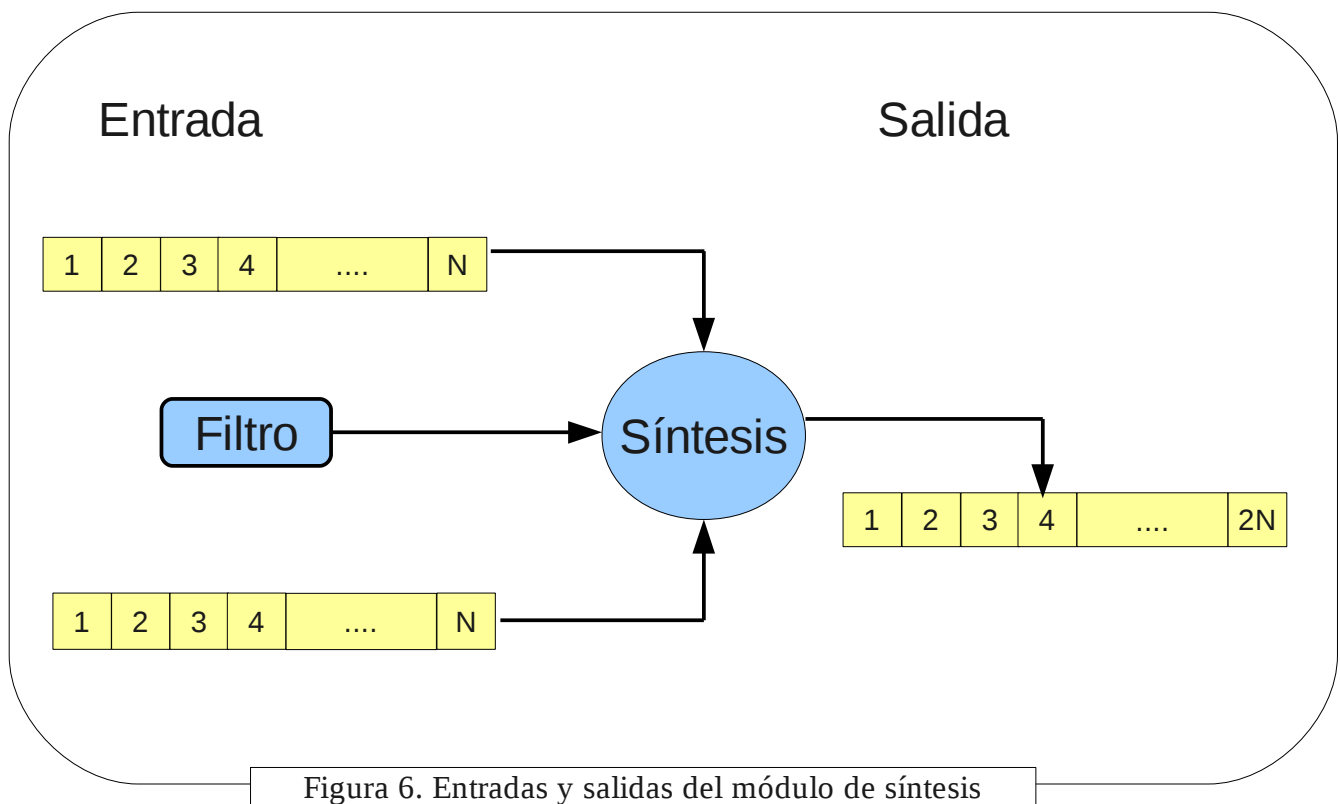 Entrada
Salida
1 2 3 4 .... N
Filtro
Síntesis
1 2 3 4 .... 2N
1 2 3 4 .... N
Figura 6. Entradas y salidas del módulo de síntesis